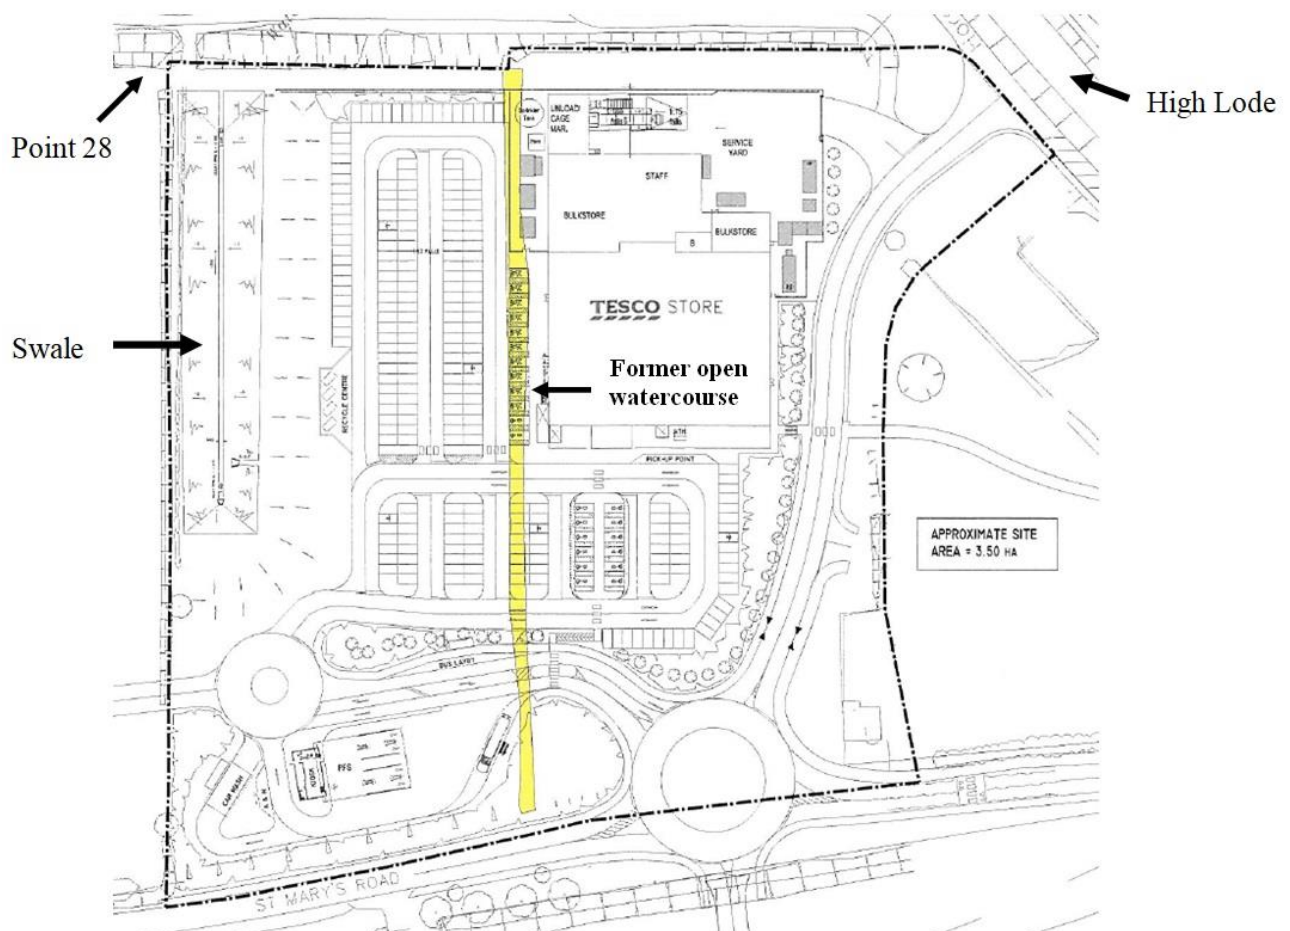 High Lode
Point 28
UNLOAD/
CAGE
MAR.
SERVICE
YARD
STAFF
BULKSTORE
BULKSTORE
TESCO STORE
Swale
Former open
watercourse
RECYCLE CENTRE
ATM
PICK-UP POINT
APPROXIMATE SITE
AREA = 3.50 HA
BUS LAYBY
KIOSK
PFS
CAR WASH
ST MARY'S ROAD